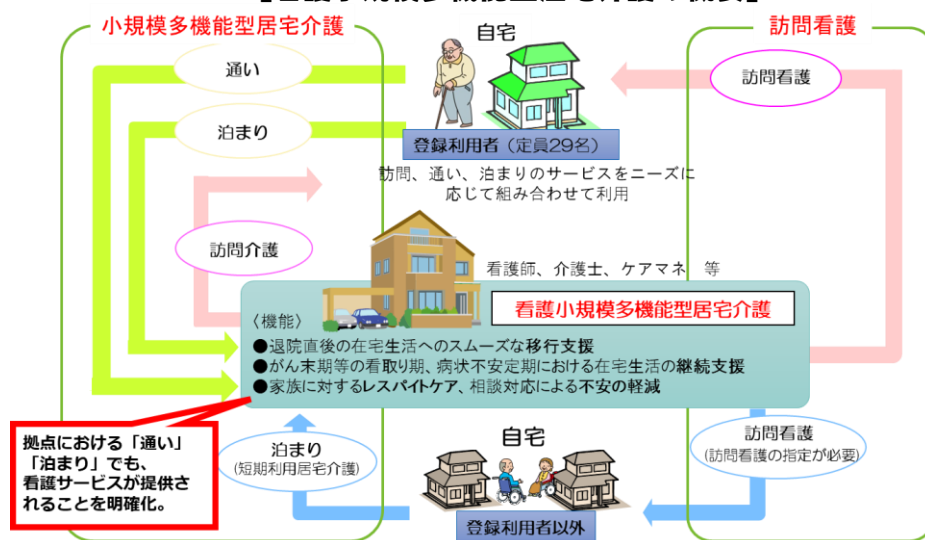 小規模多機能型居宅介護
自宅
訪問看護
通い
訪問看護
泊まり
登録利用者（定員29名）
訪問、通い、泊まりのサービスをニーズに
応じて組み合わせて利用
訪問介護
看護師、介護士、ケアマネ　等
看護小規模多機能型居宅介護
〈機能〉
●退院直後の在宅生活へのスムーズな移行支援
●がん末期等の看取り期、病状不安定期における在宅生活の継続支援
●家族に対するレスパイトケア、相談対応による不安の軽減
拠点における「通い」
「泊まり」でも、
看護サービスが提供さ
れることを明確化。
泊まり
(短期利用居宅介護)
自宅
訪問看護
(訪問看護の指定が必要)
登録利用者以外